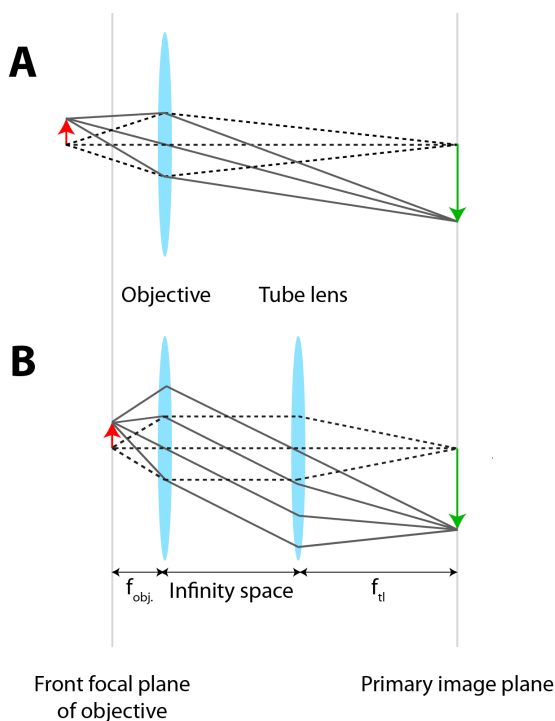 A
Objective
Tube lens
B
f obj.
Infinity space
f tl
Front focal plane
of objective
Primary image plane